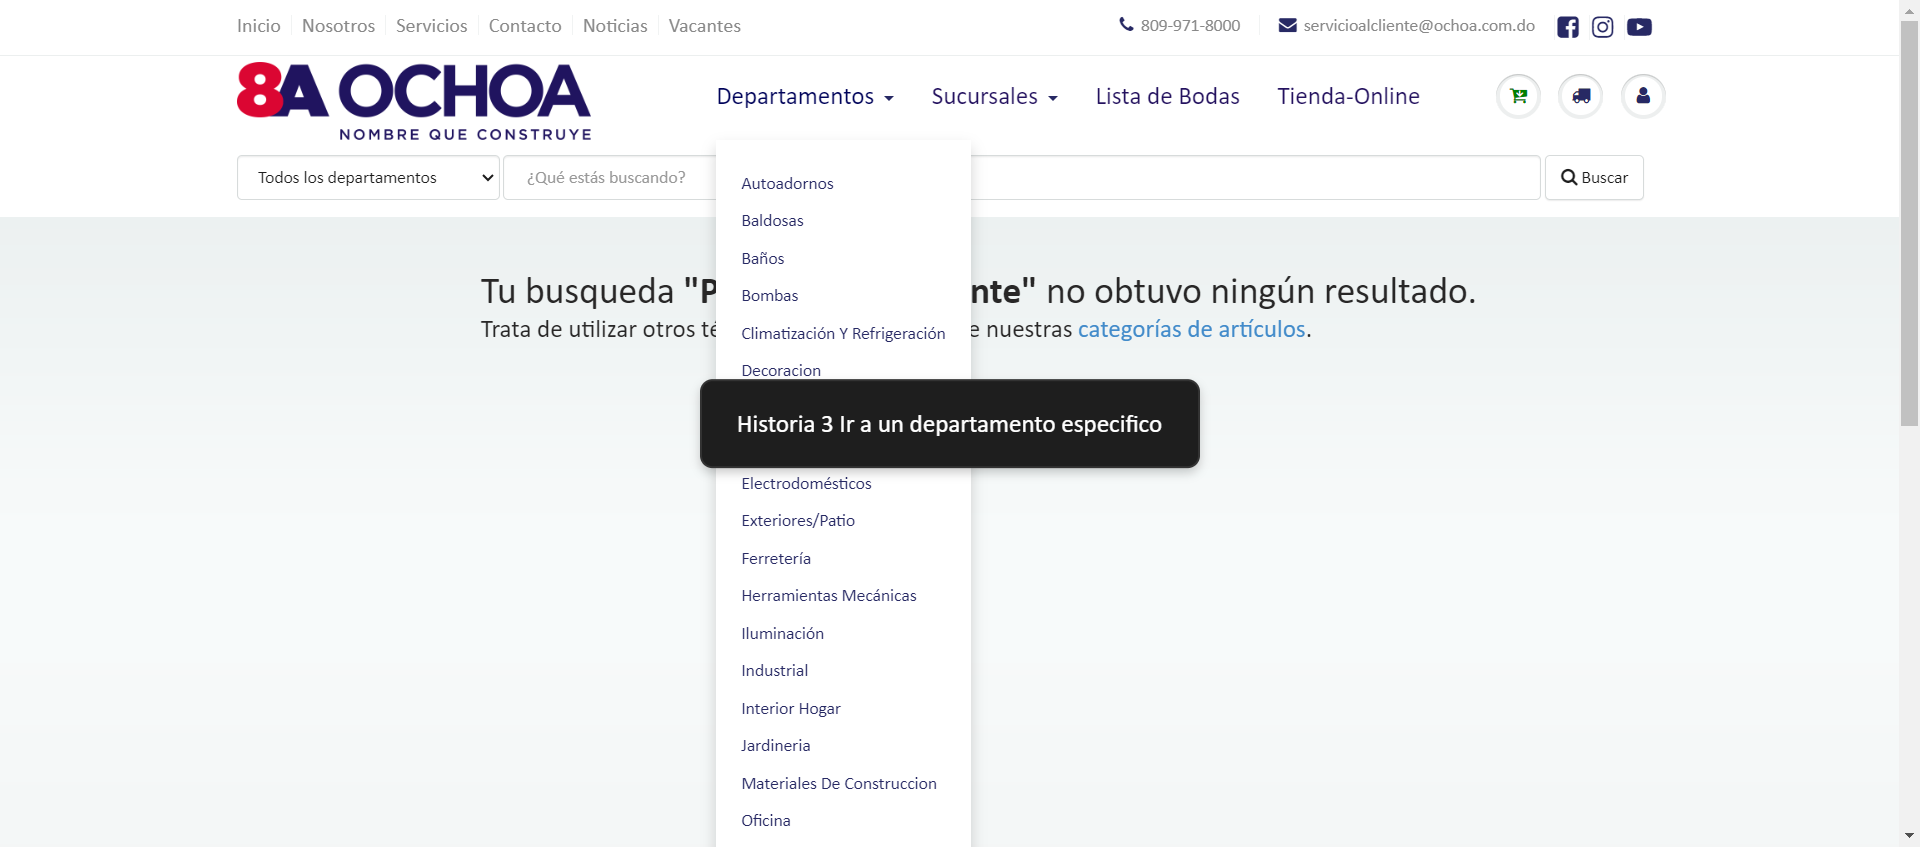 Inicio Nosotros Servicios Contacto Noticias Vacantes
809-971-8000 servicioalcliente@ochoa.com.do
8A OCHOA
NOMBRE QUE CONSTRUYE
Departamentos Sucursales Lista de Bodas Tienda-Online
Todos los departamentos ¿Qué estás buscando? Buscar
Tu busqueda "P nte" no obtuvo ningún resultado.
Trata de utilizar otros té e nuestras categorías de artículos.
Autoadornos
Baldosas
Baños
Bombas
Climatización Y Refrigeración
Decoracion
Historia 3 Ir a un departamento especifico
Electrodomésticos
Exteriores/Patio
Ferretería
Herramientas Mecánicas
Iluminación
Industrial
Interior Hogar
Jardineria
Materiales De Construccion
Oficina